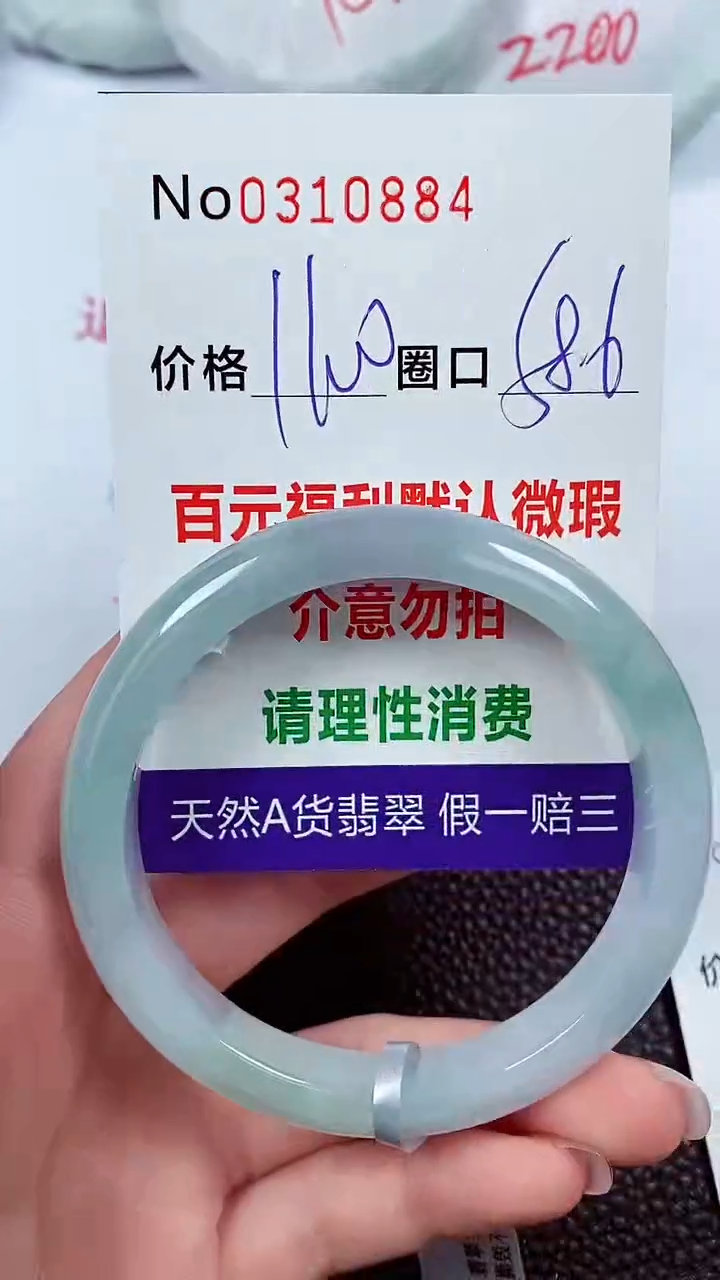 2200
No0310884
价格 1100 圈口 58.6
百元福利默认微瑕
介意勿拍
请理性消费
天然A货翡翠 假一赔三